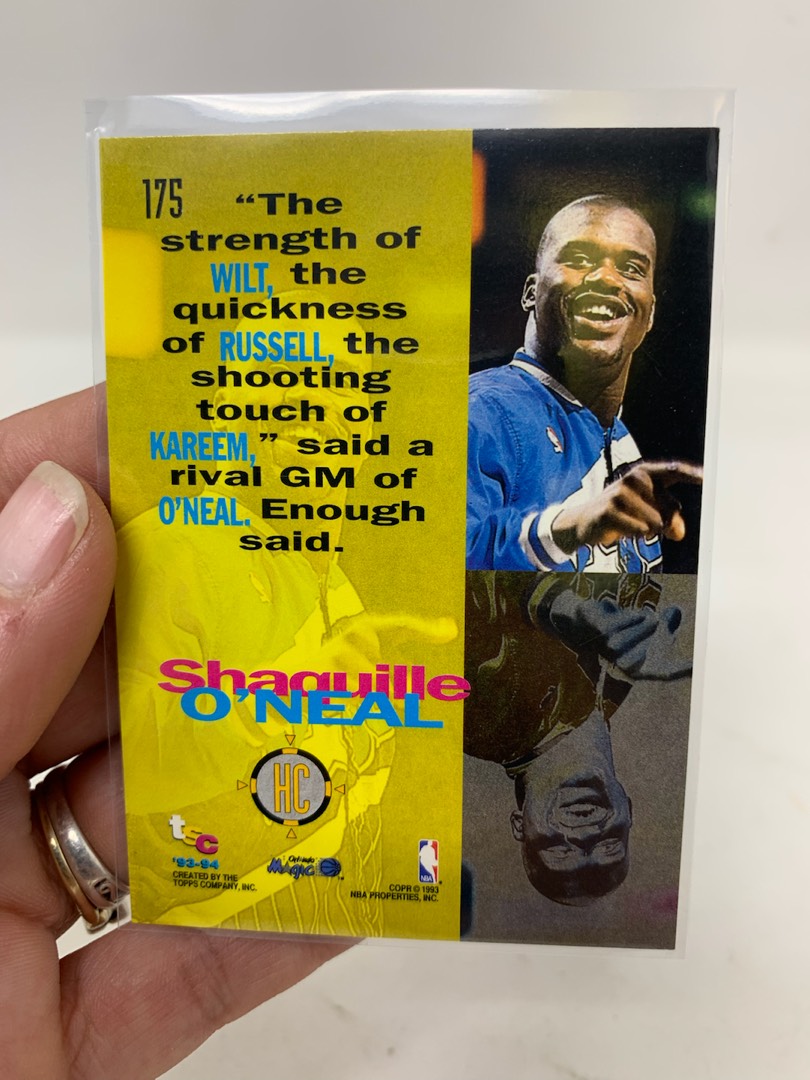 175
“The
strength of
WILT, the
quickness
of RUSSELL, the
shooting
touch of
KAREEM,” said a
rival GM of
O’NEAL. Enough
said.
Shaquille
O’NEAL
HC
tsc
’93-94
CREATED BY THE
TOPPS COMPANY, INC.
Orlando
Magic
NBA
COPR © 1993
NBA PROPERTIES, INC.